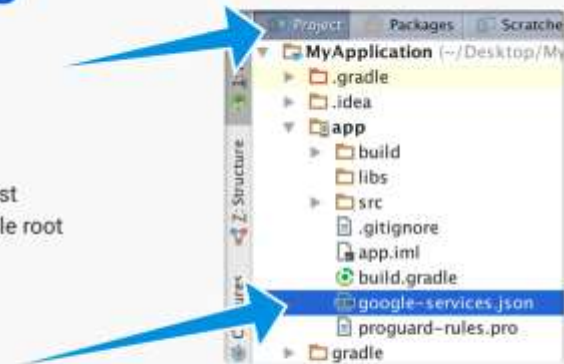 Project Packages Scratche
MyApplication (~/Desktop/My
.gradle
.idea
app
build
Z: Structure
libs
st
src
le root
.gitignore
app.iml
build.gradle
google-services.json
proguard-rules.pro
gradle